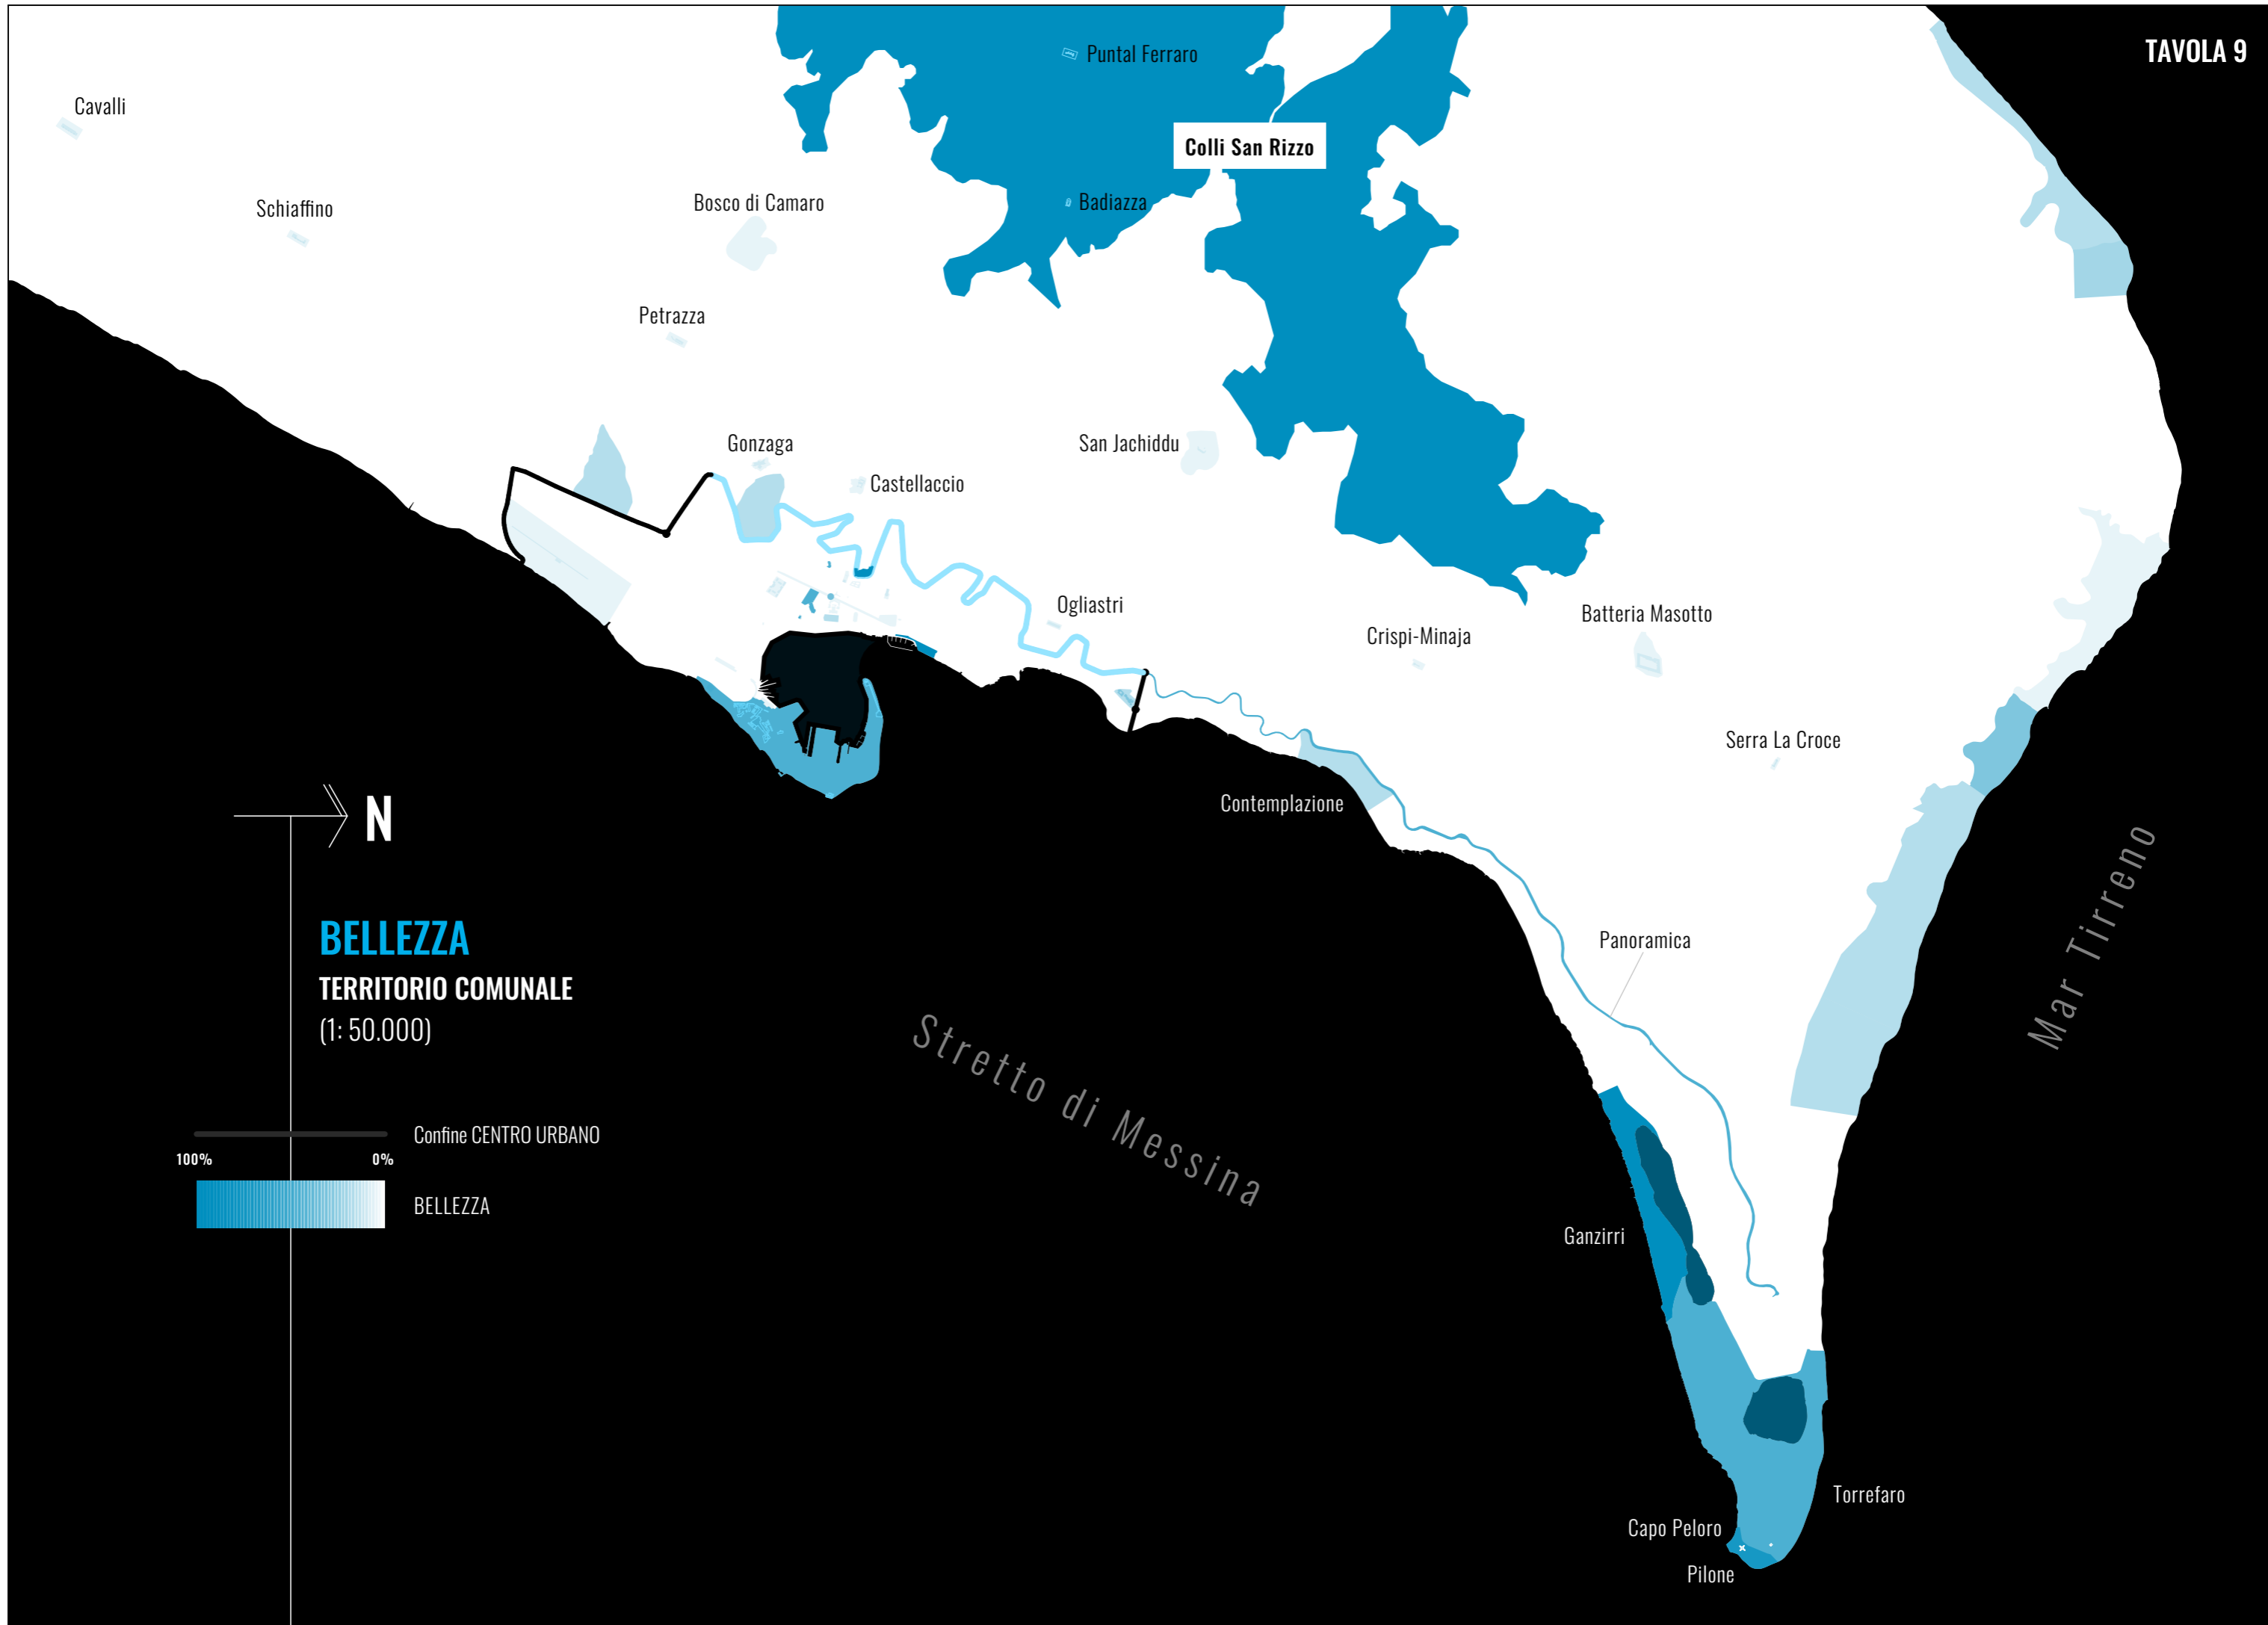 TAVOLA 9
Puntal Ferraro
Cavalli
Colli San Rizzo
Schiaffino
Bosco di Camaro
Badiazza
Petrazza
Gonzaga
San Jachiddu
Castellaccio
Ogliastri
Batteria Masotto
Crispi-Minaja
Serra La Croce
Contemplazione
N
BELLEZZA
TERRITORIO COMUNALE
(1: 50.000)
Panoramica
Mar Tirreno
Stretto di Messina
Confine CENTRO URBANO
100%
0%
BELLEZZA
Ganzirri
Torrefaro
Capo Peloro
Pilone